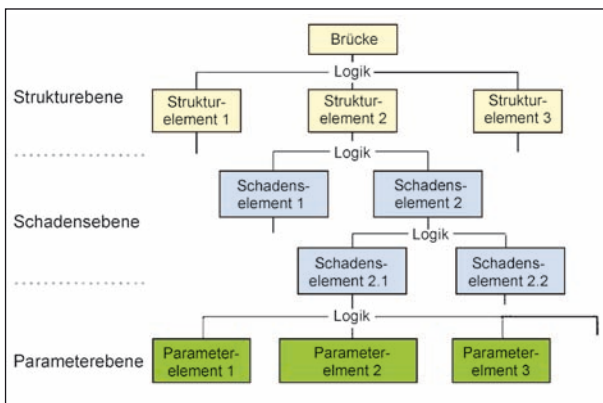 Brücke
Logik
Strukturebene
Struktur-
element 1
Struktur-
element 2
Struktur-
element 3
Logik
Schadens-
element 1
Schadens-
element 2
Schadensebene
Logik
Schadens-
element 2.1
Schadens-
element 2.2
Logik
Parameterebene
Parameter-
element 1
Parameter-
elment 2
Parameter-
elment 3